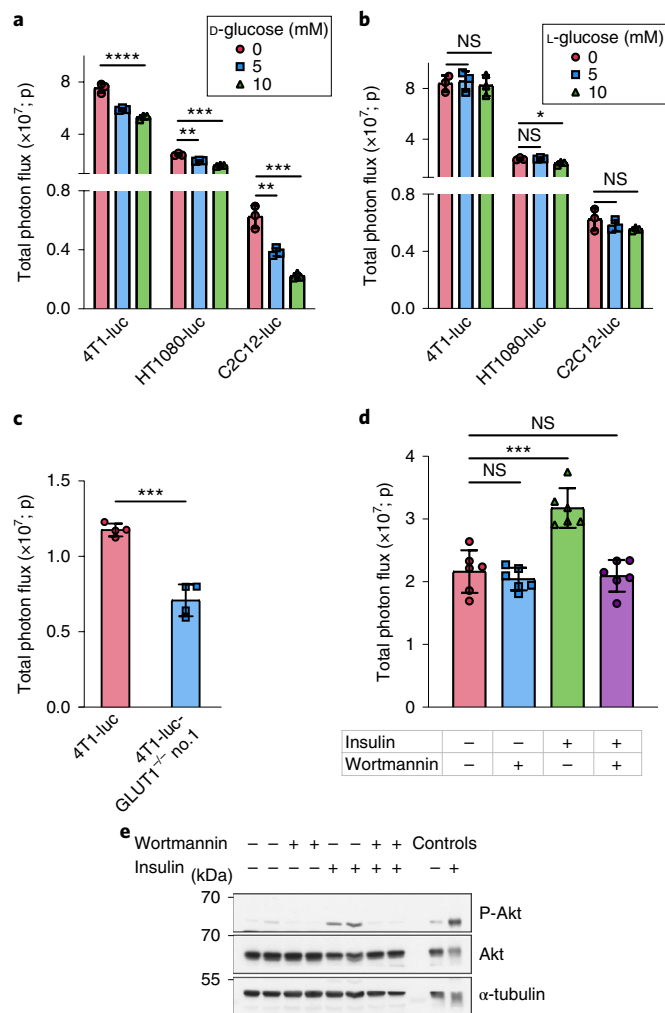 a
D-glucose (mM)
0
5
10
Total photon flux (×10⁷; p)
8
4
0.8
0.4
0.0
****
**
***
**
***
4T1-luc
HT1080-luc
C2C12-luc
b
L-glucose (mM)
0
5
10
Total photon flux (×10⁷; p)
8
4
0.8
0.4
0.0
NS
NS
*
NS
4T1-luc
HT1080-luc
C2C12-luc
c
Total photon flux (×10⁷; p)
1.5
1.0
0.5
0.0
***
4T1-luc
4T1-luc-
GLUT1⁻/⁻ no.1
d
Total photon flux (×10⁷; p)
4
3
2
1
0
NS
***
NS
Insulin – – + +
Wortmannin – + – +
e
Wortmannin – – + + – – + + Controls
Insulin – – – – + + + + – +
(kDa)
70
P-Akt
70
Akt
55
α-tubulin